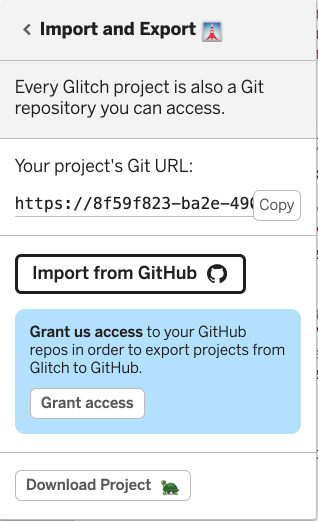 Import and Export
Every Glitch project is also a Git
repository you can access.
Your project's Git URL:
https://8f59f823-ba2e-490
Copy
Import from GitHub
Grant us access to your GitHub
repos in order to export projects from
Glitch to GitHub.
Grant access
Download Project